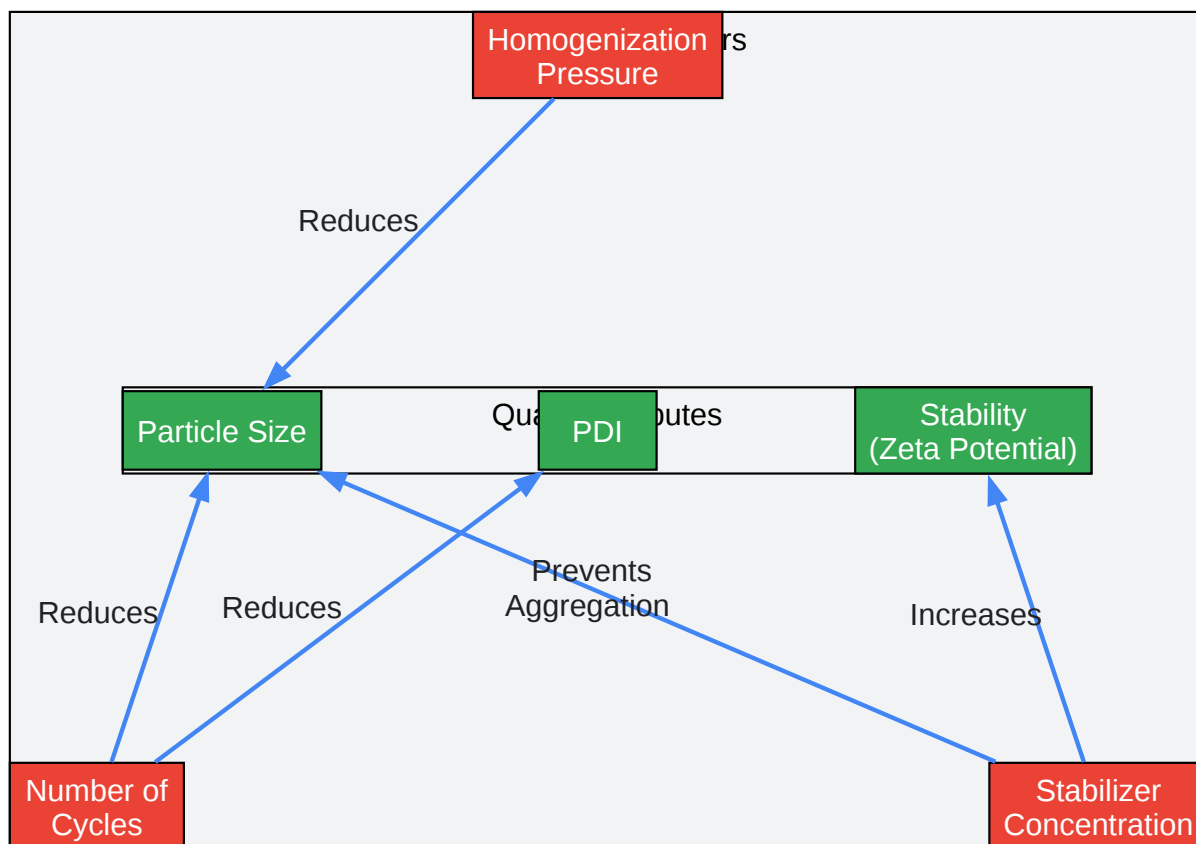 Homogenization
Pressure
Reduces
Particle Size
PDI
Stability
(Zeta Potential)
Prevents
Aggregation
Reduces
Reduces
Increases
Number of
Cycles
Stabilizer
Concentration